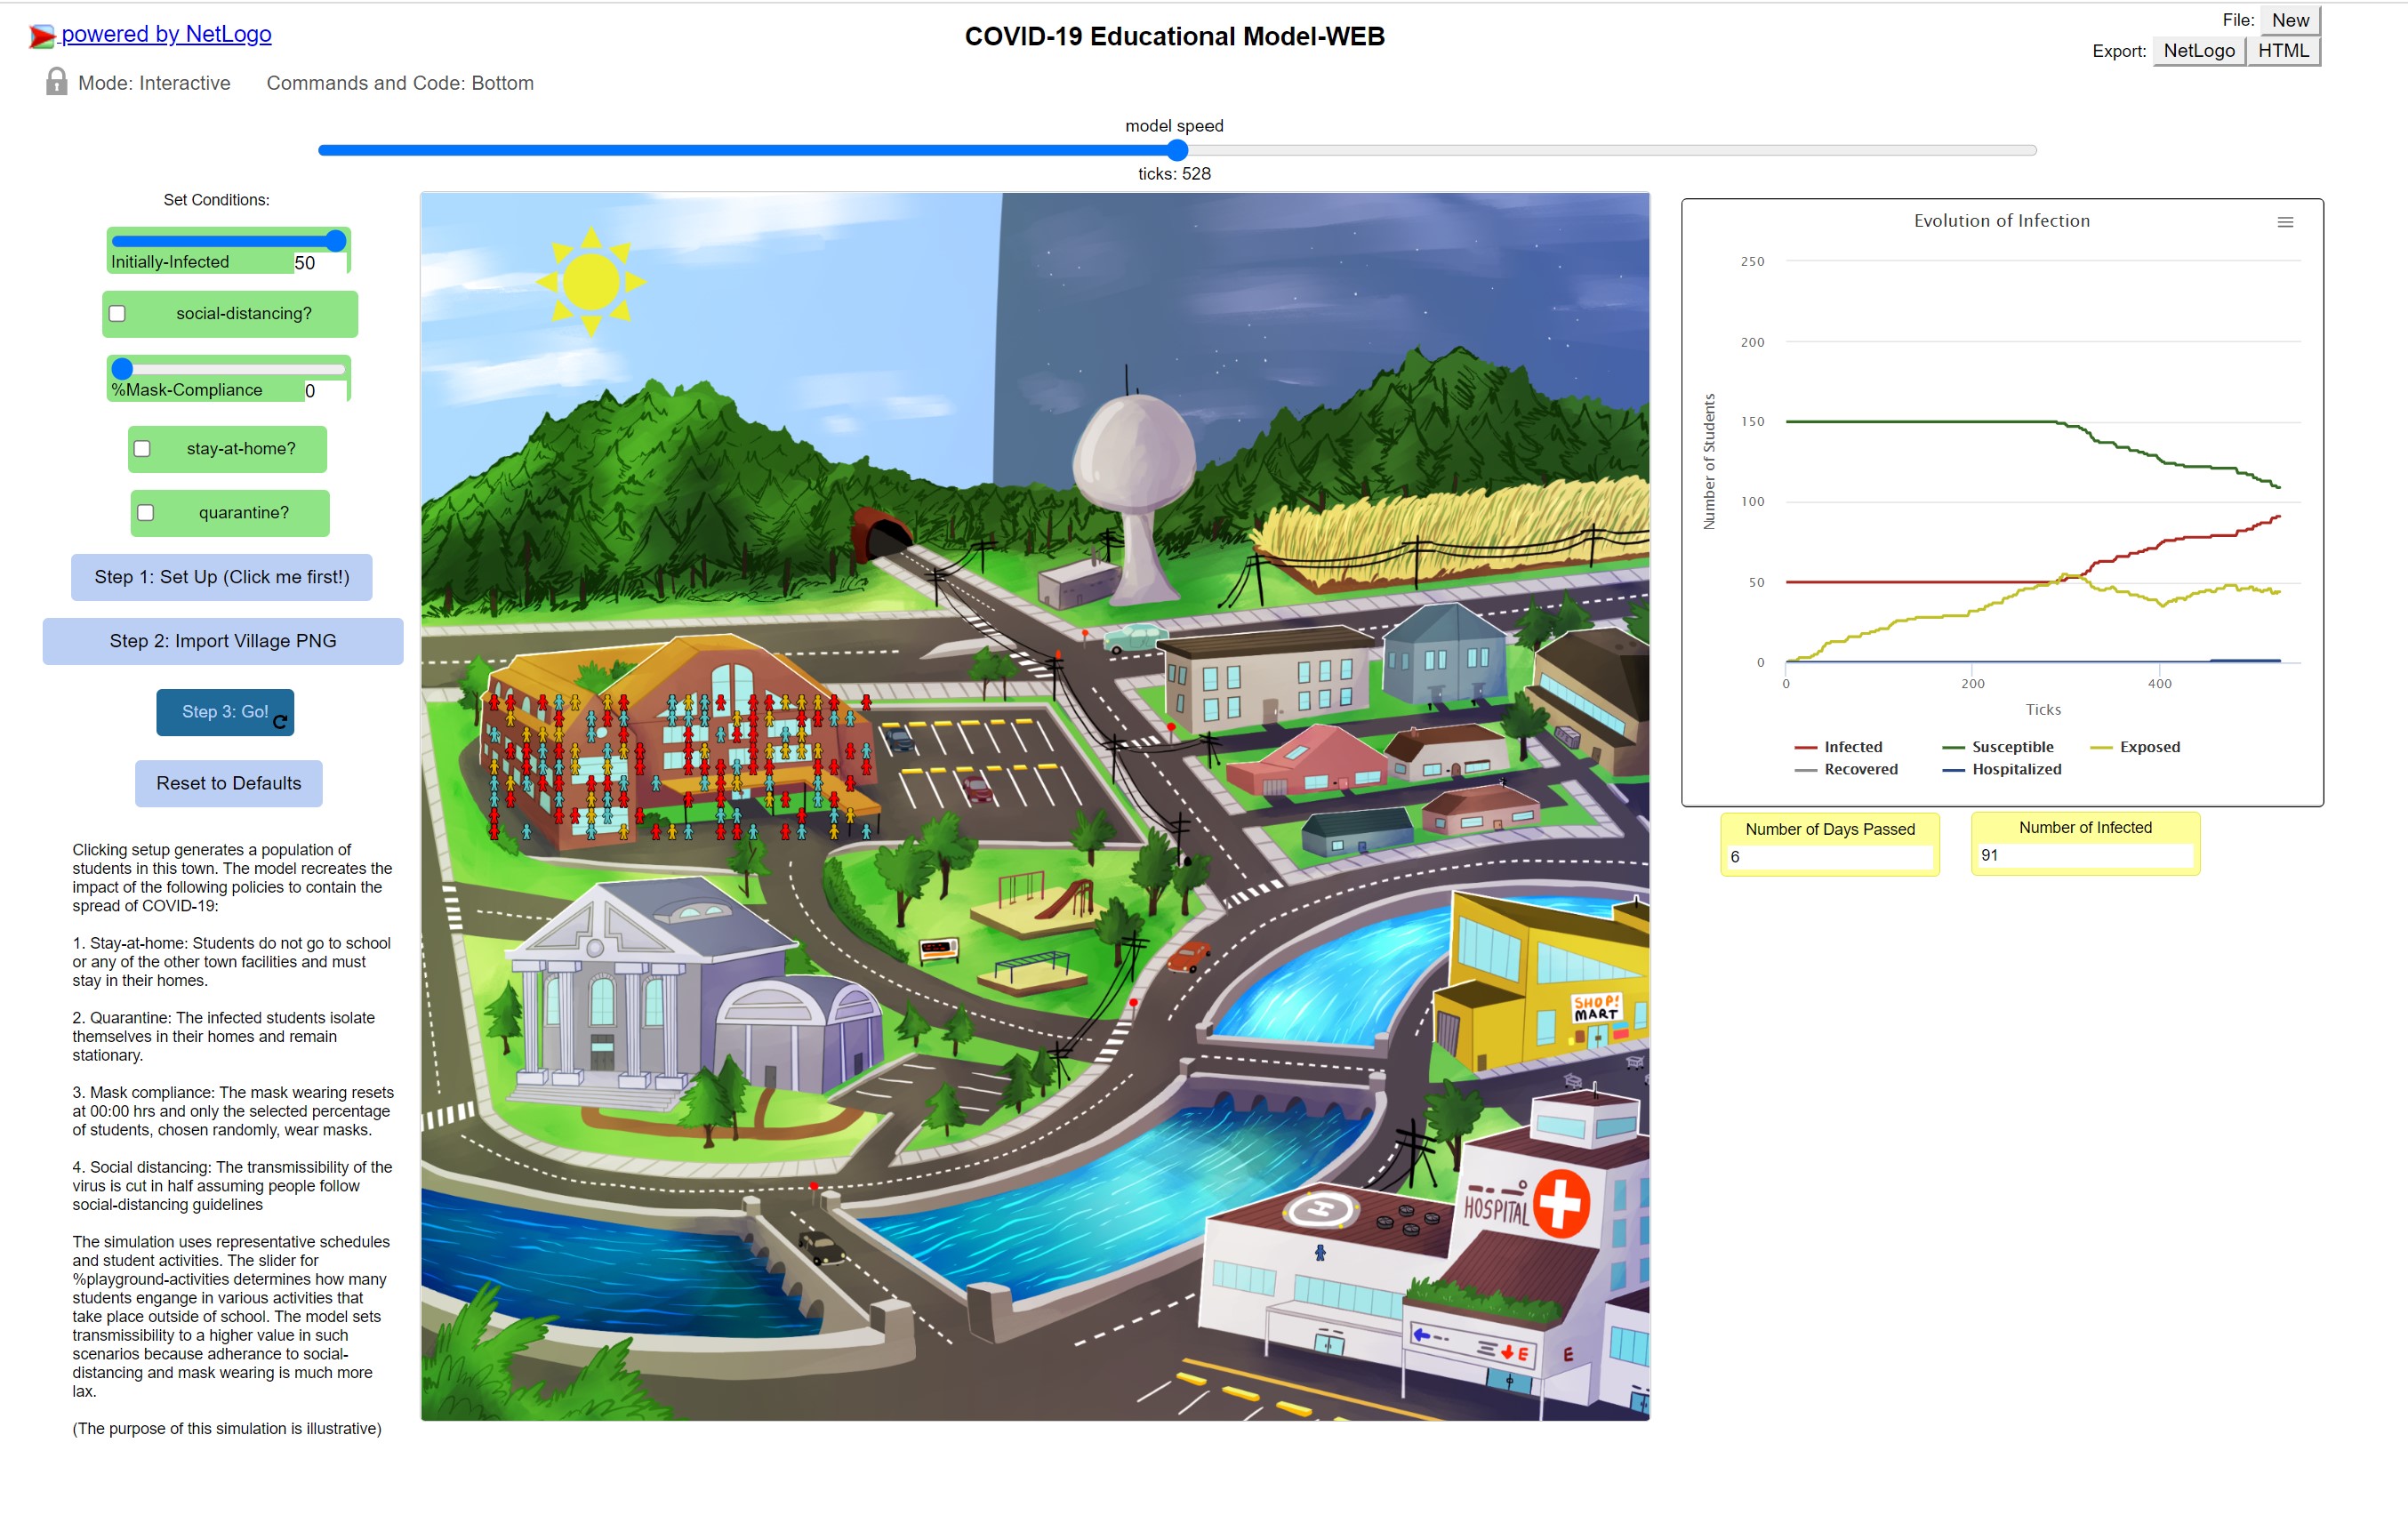 powered by NetLogo
COVID-19 Educational Model-WEB
File: New
Export: NetLogo HTML
Mode: Interactive Commands and Code: Bottom
model speed
ticks: 528
Set Conditions:
Initially-Infected 50
social-distancing?
%Mask-Compliance 0
stay-at-home?
quarantine?
Step 1: Set Up (Click me first!)
Step 2: Import Village PNG
Step 3: Go!
Reset to Defaults
Clicking setup generates a population of
students in this town. The model recreates the
impact of the following policies to contain the
spread of COVID-19:
1. Stay-at-home: Students do not go to school
or any of the other town facilities and must
stay in their homes.
2. Quarantine: The infected students isolate
themselves in their homes and remain
stationary.
3. Mask compliance: The mask wearing resets
at 00:00 hrs and only the selected percentage
of students, chosen randomly, wear masks.
4. Social distancing: The transmissibility of the
virus is cut in half assuming people follow
social-distancing guidelines
The simulation uses representative schedules
and student activities. The slider for
%playground-activities determines how many
students engange in various activities that
take place outside of school. The model sets
transmissibility to a higher value in such
scenarios because adherance to social-
distancing and mask wearing is much more
lax.
(The purpose of this simulation is illustrative)
SHOP!
MART
HOSPITAL
H
E
E
Evolution of Infection
Number of Students
250
200
150
100
50
0
0 200 400
Ticks
Infected Susceptible Exposed
Recovered Hospitalized
Number of Days Passed
6
Number of Infected
91